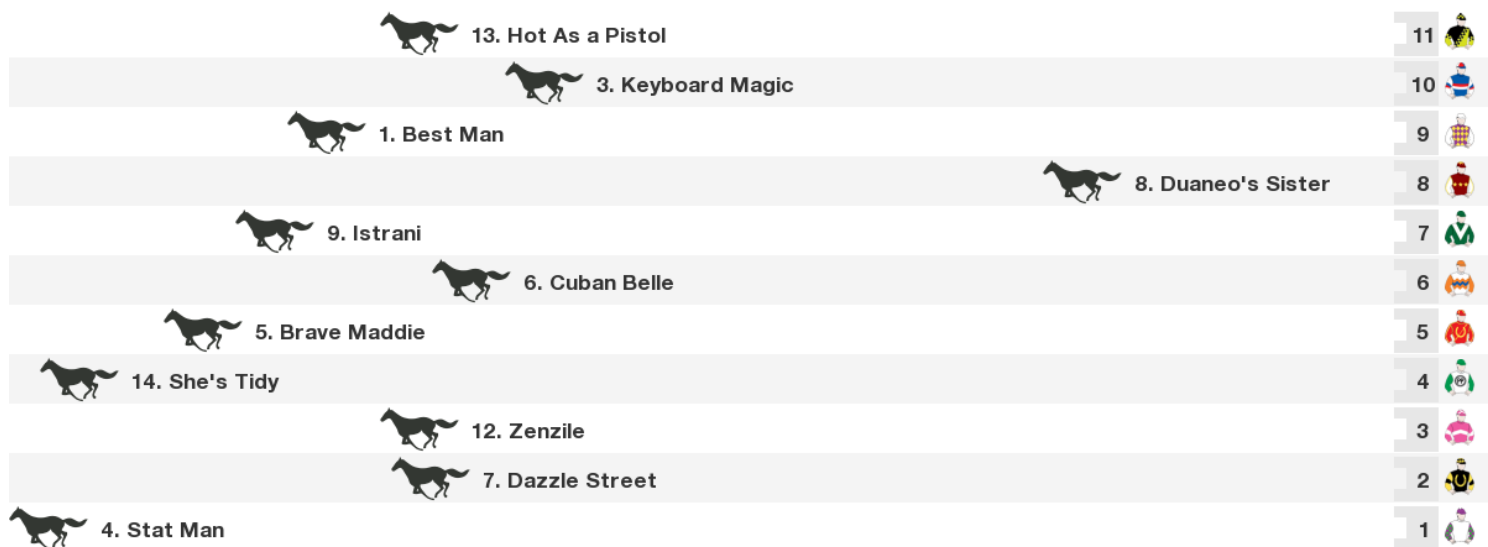 13. Hot As a Pistol 11
3. Keyboard Magic 10
1. Best Man 9
8. Duaneo's Sister 8
9. Istrani 7
6. Cuban Belle 6
5. Brave Maddie 5
14. She's Tidy 4
12. Zenzile 3
7. Dazzle Street 2
4. Stat Man 1